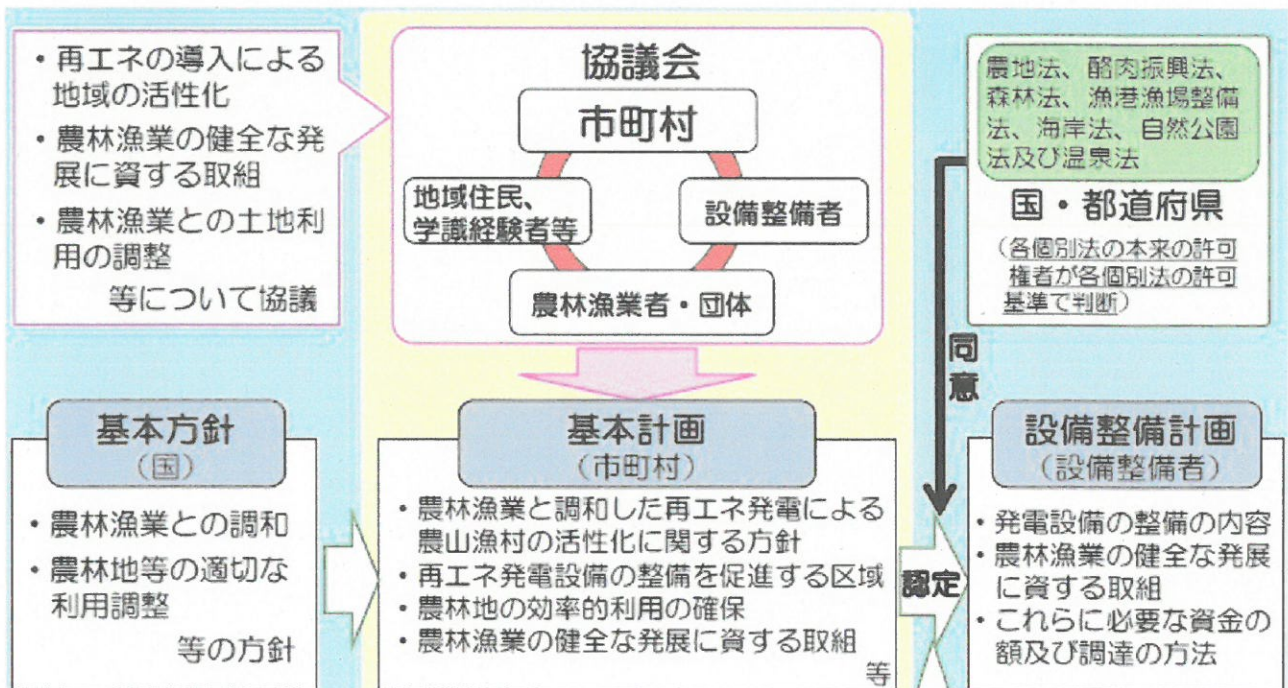 ・再エネの導入による
地域の活性化
・農林漁業の健全な発
展に資する取組
・農林漁業との土地利
用の調整
等について協議
協議会
市町村
地域住民、
学識経験者等
設備整備者
農林漁業者・団体
農地法、酪肉振興法、
森林法、漁港漁場整備
法、海岸法、自然公園
法及び温泉法
国・都道府県
（各個別法の本来の許可
権者が各個別法の許可
基準で判断）
同意
基本方針
（国）
・農林漁業との調和
・農林地等の適切な
利用調整
等の方針
基本計画
（市町村）
・農林漁業と調和した再エネ発電による
農山漁村の活性化に関する方針
・再エネ発電設備の整備を促進する区域
・農林地の効率的利用の確保
・農林漁業の健全な発展に資する取組
等
認定
設備整備計画
（設備整備者）
・発電設備の整備の内容
・農林漁業の健全な発展
に資する取組
・これらに必要な資金の
額及び調達の方法